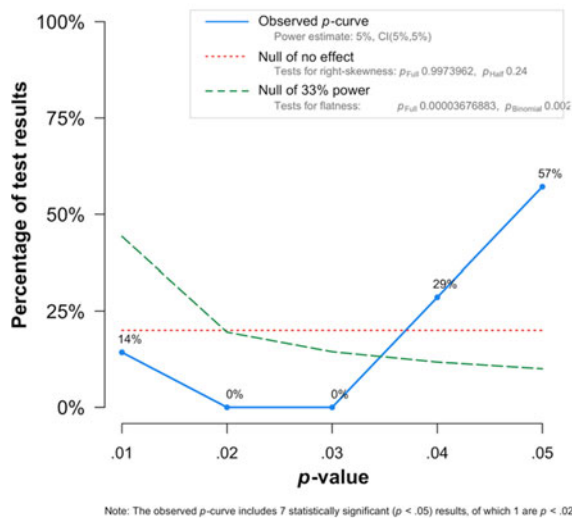 Observed p-curve
Power estimate: 5%, CI(5%,5%)
Null of no effect
Tests for right-skewness: pFull 0.9973962, pHalf 0.24
Null of 33% power
Tests for flatness: pFull 0.00003676883, pBinomial 0.002
Percentage of test results
100%
75%
50%
25%
0%
14%
0%
0%
29%
57%
.01 .02 .03 .04 .05
p-value
Note: The observed p-curve includes 7 statistically significant (p < .05) results, of which 1 are p < .02